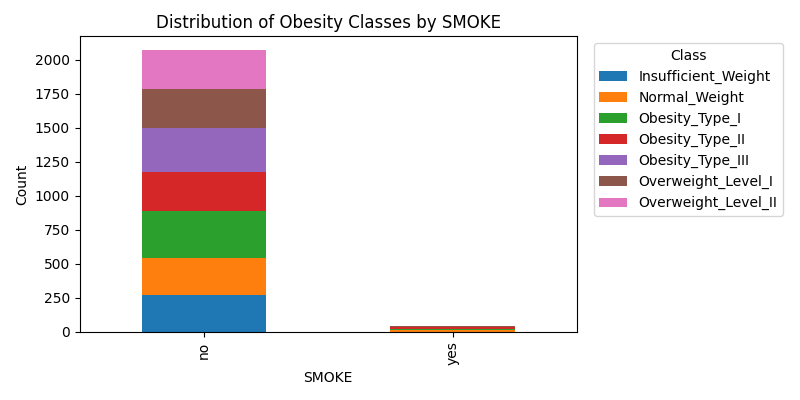 Distribution of Obesity Classes by SMOKE
Class
Insufficient_Weight
Normal_Weight
Obesity_Type_I
Obesity_Type_II
Obesity_Type_III
Overweight_Level_I
Overweight_Level_II
Count
2000
1750
1500
1250
1000
750
500
250
0
no
yes
SMOKE